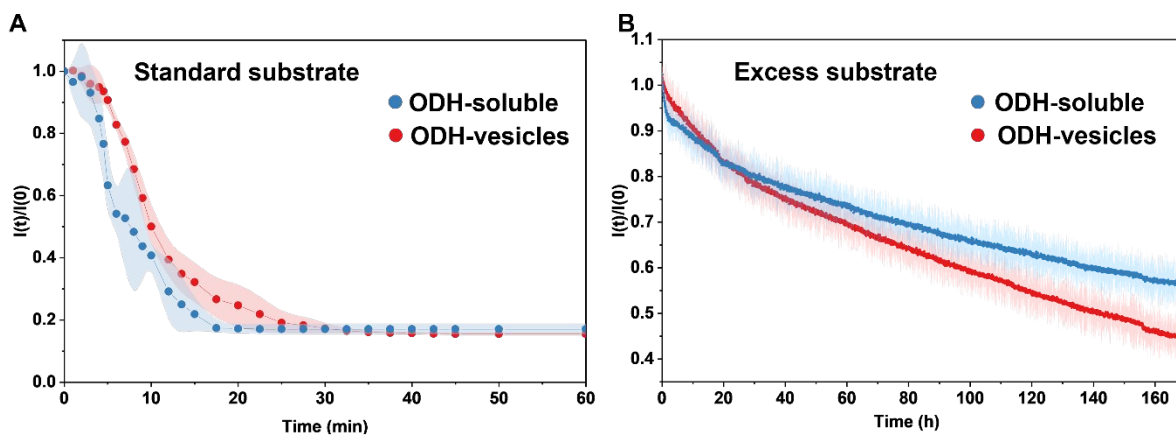 A
Standard substrate
ODH-soluble
ODH-vesicles
I(t)/I(0)
1.0
0.8
0.6
0.4
0.2
0.0
0 10 20 30 40 50 60
Time (min)
B
Excess substrate
ODH-soluble
ODH-vesicles
I(t)/I(0)
1.1
1.0
0.9
0.8
0.7
0.6
0.5
0.4
0 20 40 60 80 100 120 140 160
Time (h)